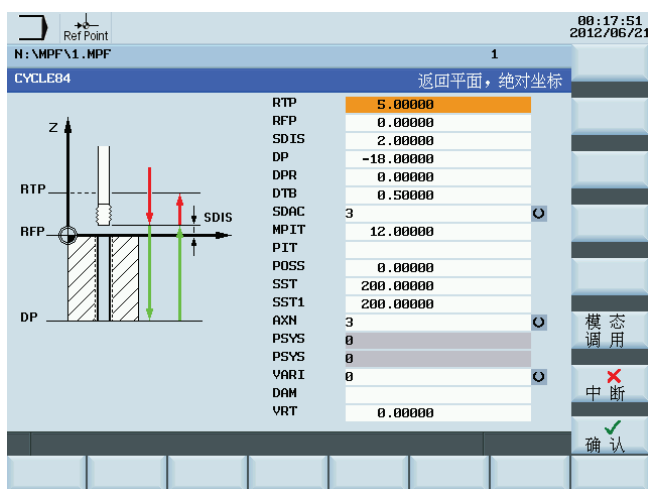 Ref Point
00:17:51
2012/06/21
N:\MPF\1.MPF 1
CYCLE84 返回平面，绝对坐标
Z
RTP
RFP
SDIS
DP
RTP 5.00000
RFP 0.00000
SDIS 2.00000
DP -18.00000
DPR 0.00000
DTB 0.50000
SDAC 3
MPIT 12.00000
PIT
POSS 0.00000
SST 200.00000
SST1 200.00000
AXN 3
PSYS 0
PSYS 0
VARI 0
DAM
VRT 0.00000
模态
调用
中断
确认